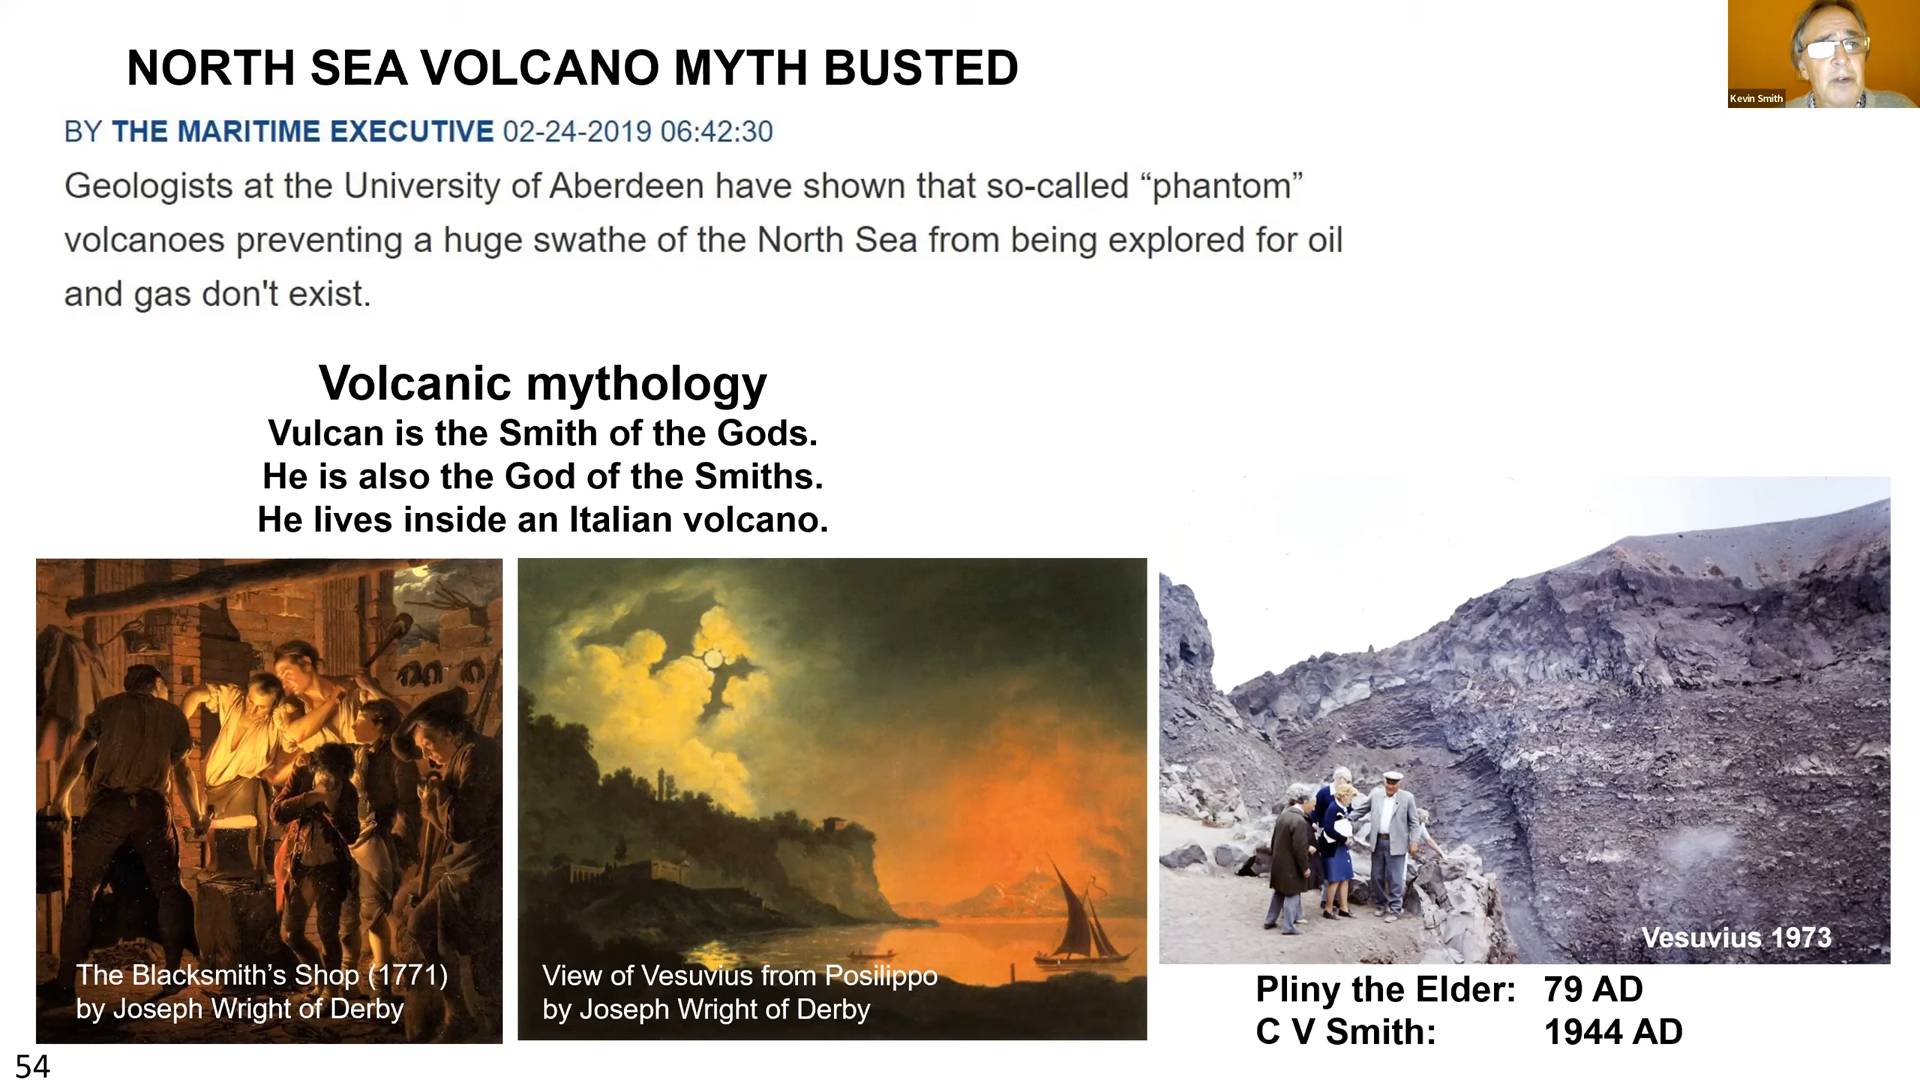 NORTH SEA VOLCANO MYTH BUSTED
BY THE MARITIME EXECUTIVE 02-24-2019 06:42:30
Geologists at the University of Aberdeen have shown that so-called “phantom”
volcanoes preventing a huge swathe of the North Sea from being explored for oil
and gas don't exist.
Volcanic mythology
Vulcan is the Smith of the Gods.
He is also the God of the Smiths.
He lives inside an Italian volcano.
The Blacksmith’s Shop (1771)
by Joseph Wright of Derby
View of Vesuvius from Posilippo
by Joseph Wright of Derby
Vesuvius 1973
Pliny the Elder: 79 AD
C V Smith: 1944 AD
54
Kevin Smith